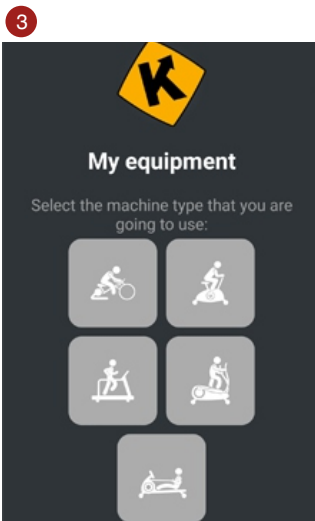 3
K
My equipment
Select the machine type that you are
going to use: